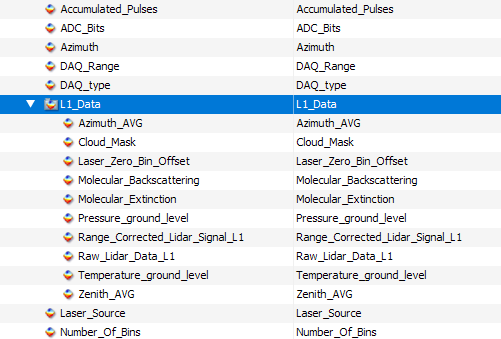 Accumulated_Pulses Accumulated_Pulses
ADC_Bits ADC_Bits
Azimuth Azimuth
DAQ_Range DAQ_Range
DAQ_type DAQ_type
L1_Data L1_Data
Azimuth_AVG Azimuth_AVG
Cloud_Mask Cloud_Mask
Laser_Zero_Bin_Offset Laser_Zero_Bin_Offset
Molecular_Backscattering Molecular_Backscattering
Molecular_Extinction Molecular_Extinction
Pressure_ground_level Pressure_ground_level
Range_Corrected_Lidar_Signal_L1 Range_Corrected_Lidar_Signal_L1
Raw_Lidar_Data_L1 Raw_Lidar_Data_L1
Temperature_ground_level Temperature_ground_level
Zenith_AVG Zenith_AVG
Laser_Source Laser_Source
Number_Of_Bins Number_Of_Bins